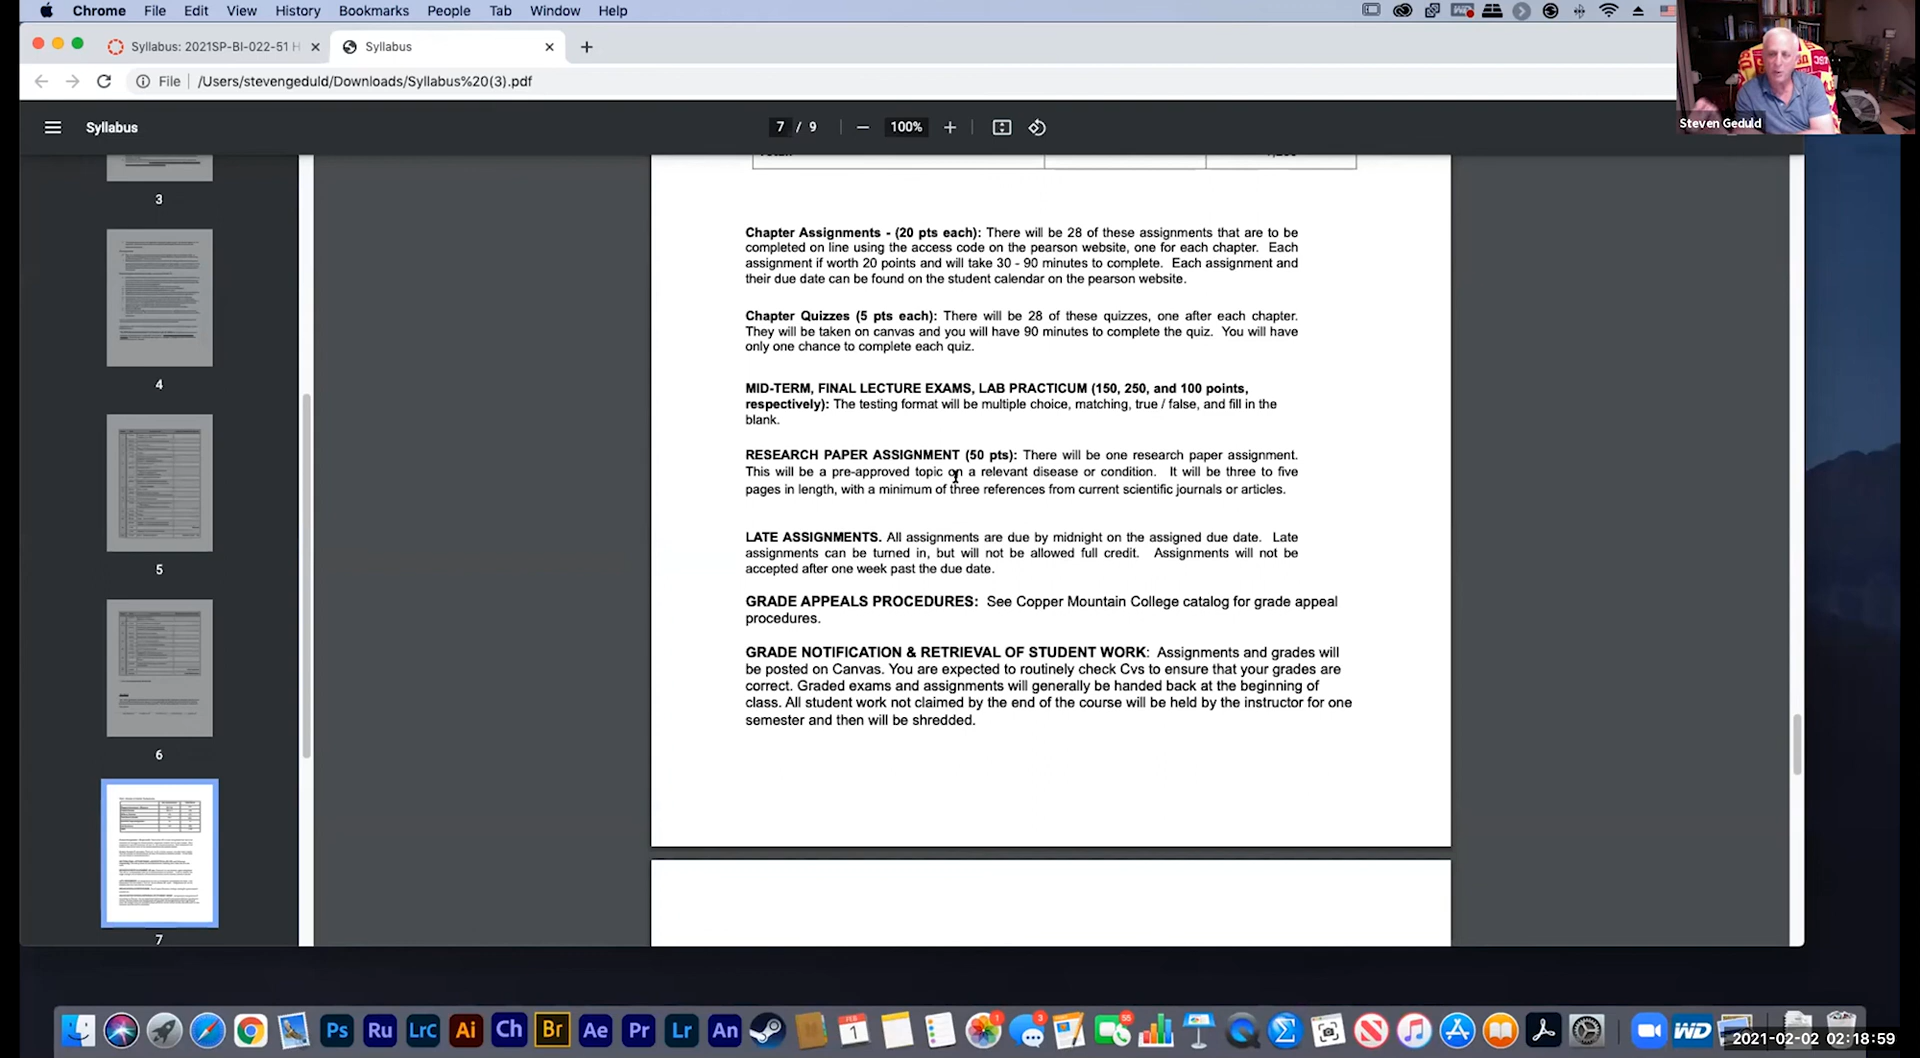 Chrome File Edit View History Bookmarks People Tab Window Help
Syllabus: 2021SP-BI-022-51 H
Syllabus
File /Users/stevengeduld/Downloads/Syllabus%20(3).pdf
Syllabus
7 / 9
100%
Steven Geduld
3
4
5
6
7
Chapter Assignments - (20 pts each): There will be 28 of these assignments that are to be
completed on line using the access code on the pearson website, one for each chapter. Each
assignment if worth 20 points and will take 30 - 90 minutes to complete. Each assignment and
their due date can be found on the student calendar on the pearson website.
Chapter Quizzes (5 pts each): There will be 28 of these quizzes, one after each chapter.
They will be taken on canvas and you will have 90 minutes to complete the quiz. You will have
only one chance to complete each quiz.
MID-TERM, FINAL LECTURE EXAMS, LAB PRACTICUM (150, 250, and 100 points,
respectively): The testing format will be multiple choice, matching, true / false, and fill in the
blank.
RESEARCH PAPER ASSIGNMENT (50 pts): There will be one research paper assignment.
This will be a pre-approved topic on a relevant disease or condition. It will be three to five
pages in length, with a minimum of three references from current scientific journals or articles.
LATE ASSIGNMENTS. All assignments are due by midnight on the assigned due date. Late
assignments can be turned in, but will not be allowed full credit. Assignments will not be
accepted after one week past the due date.
GRADE APPEALS PROCEDURES: See Copper Mountain College catalog for grade appeal
procedures.
GRADE NOTIFICATION & RETRIEVAL OF STUDENT WORK: Assignments and grades will
be posted on Canvas. You are expected to routinely check Cvs to ensure that your grades are
correct. Graded exams and assignments will generally be handed back at the beginning of
class. All student work not claimed by the end of the course will be held by the instructor for one
semester and then will be shredded.
Ps Ru LrC Ai Ch Br Ae Pr Lr An FEB 1 1 3 55 WD
2021-02-02 02:18:59